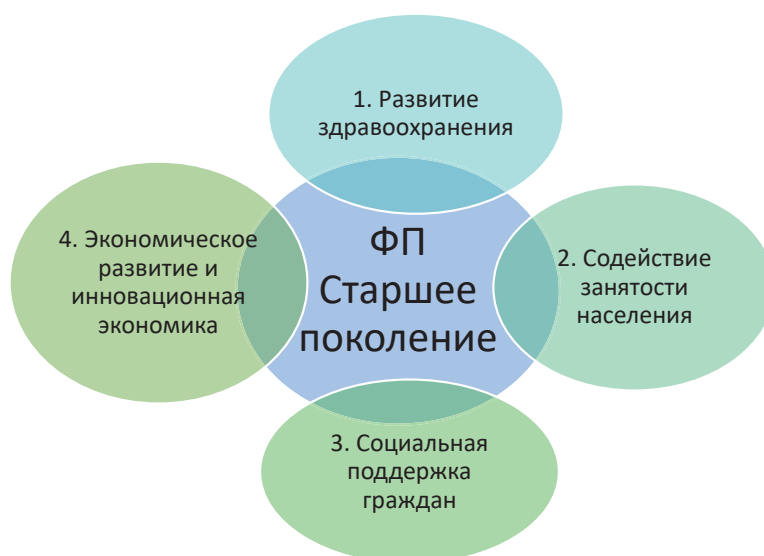 1. Развитие
здравоохранения
ФП
Старшее
поколение
2. Содействие
занятости
населения
3. Социальная
поддержка
граждан
4. Экономическое
развитие и
инновационная
экономика